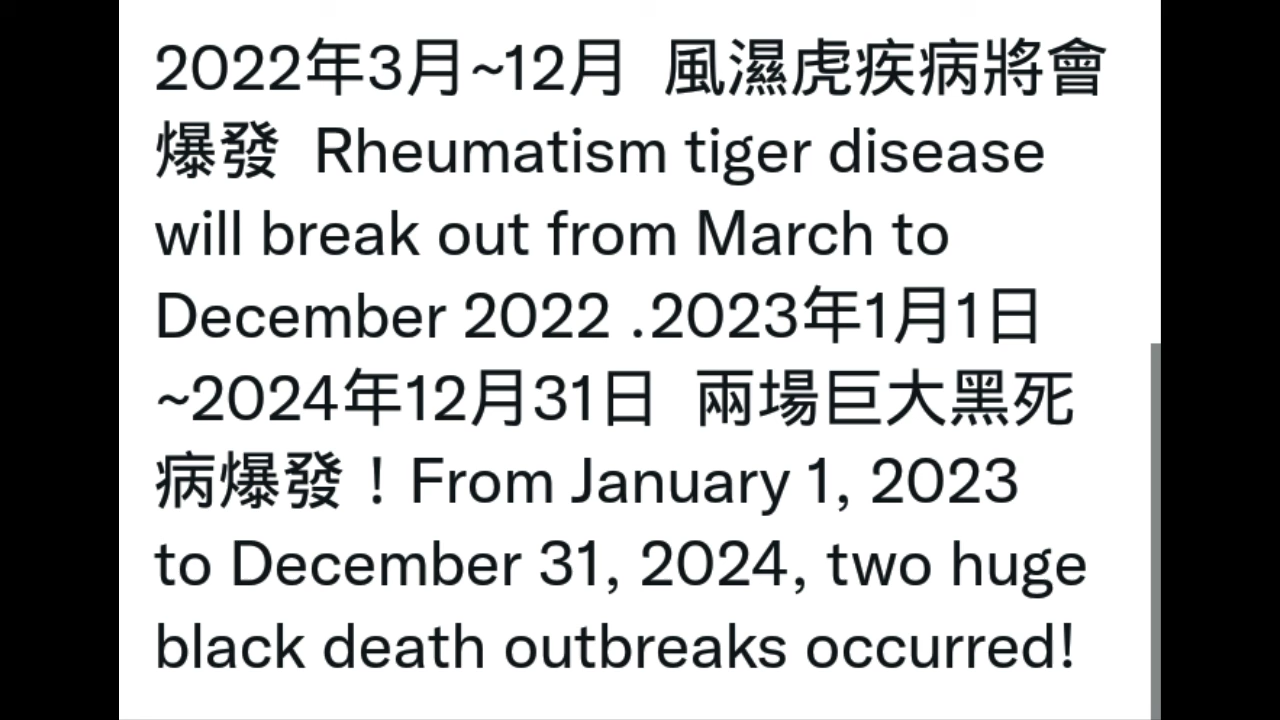 2022年3月~12月  風濕虎疾病將會
爆發  Rheumatism tiger disease
will break out from March to
December 2022 .2023年1月1日
~2024年12月31日  兩場巨大黑死
病爆發！From January 1, 2023
to December 31, 2024, two huge
black death outbreaks occurred!